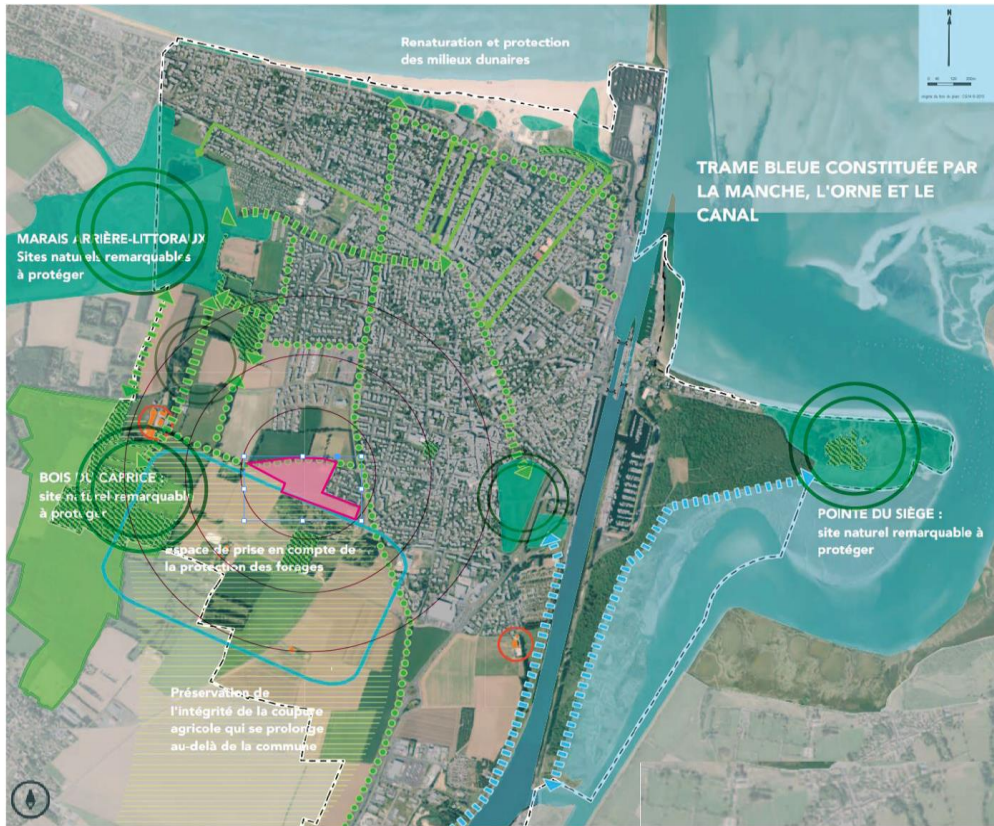 N
Renaturation et protection
des milieux dunaires
TRAME BLEUE CONSTITUÉE PAR
LA MANCHE, L'ORNE ET LE
CANAL
MARAIS ARRIÈRE-LITTORAUX
Sites naturels remarquables
à protéger
BOIS DU CAPRICE :
site naturel remarquable
à protéger
POINTE DU SIÈGE :
site naturel remarquable à
protéger
Espace de prise en compte de
la protection des forages
Préservation de
l'intégrité de la coupure
agricole qui se prolonge
au-delà de la commune